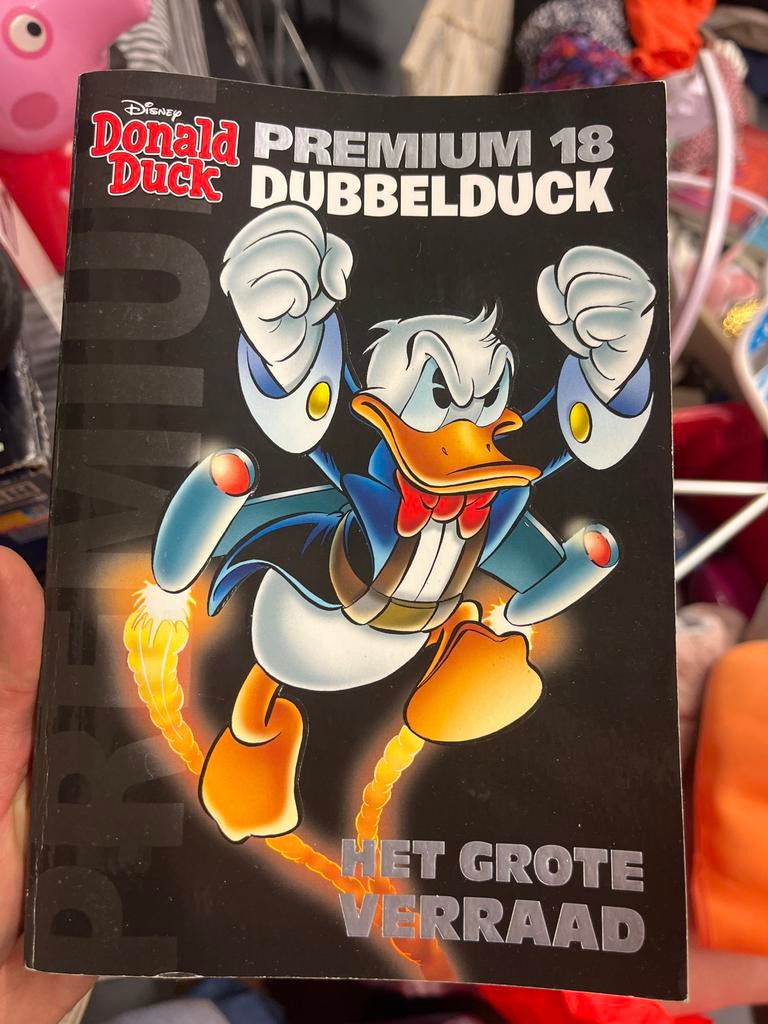 Disney
Donald
Duck
PREMIUM 18
DUBBELDUCK
PREMIUM
HET GROTE
VERRAAD